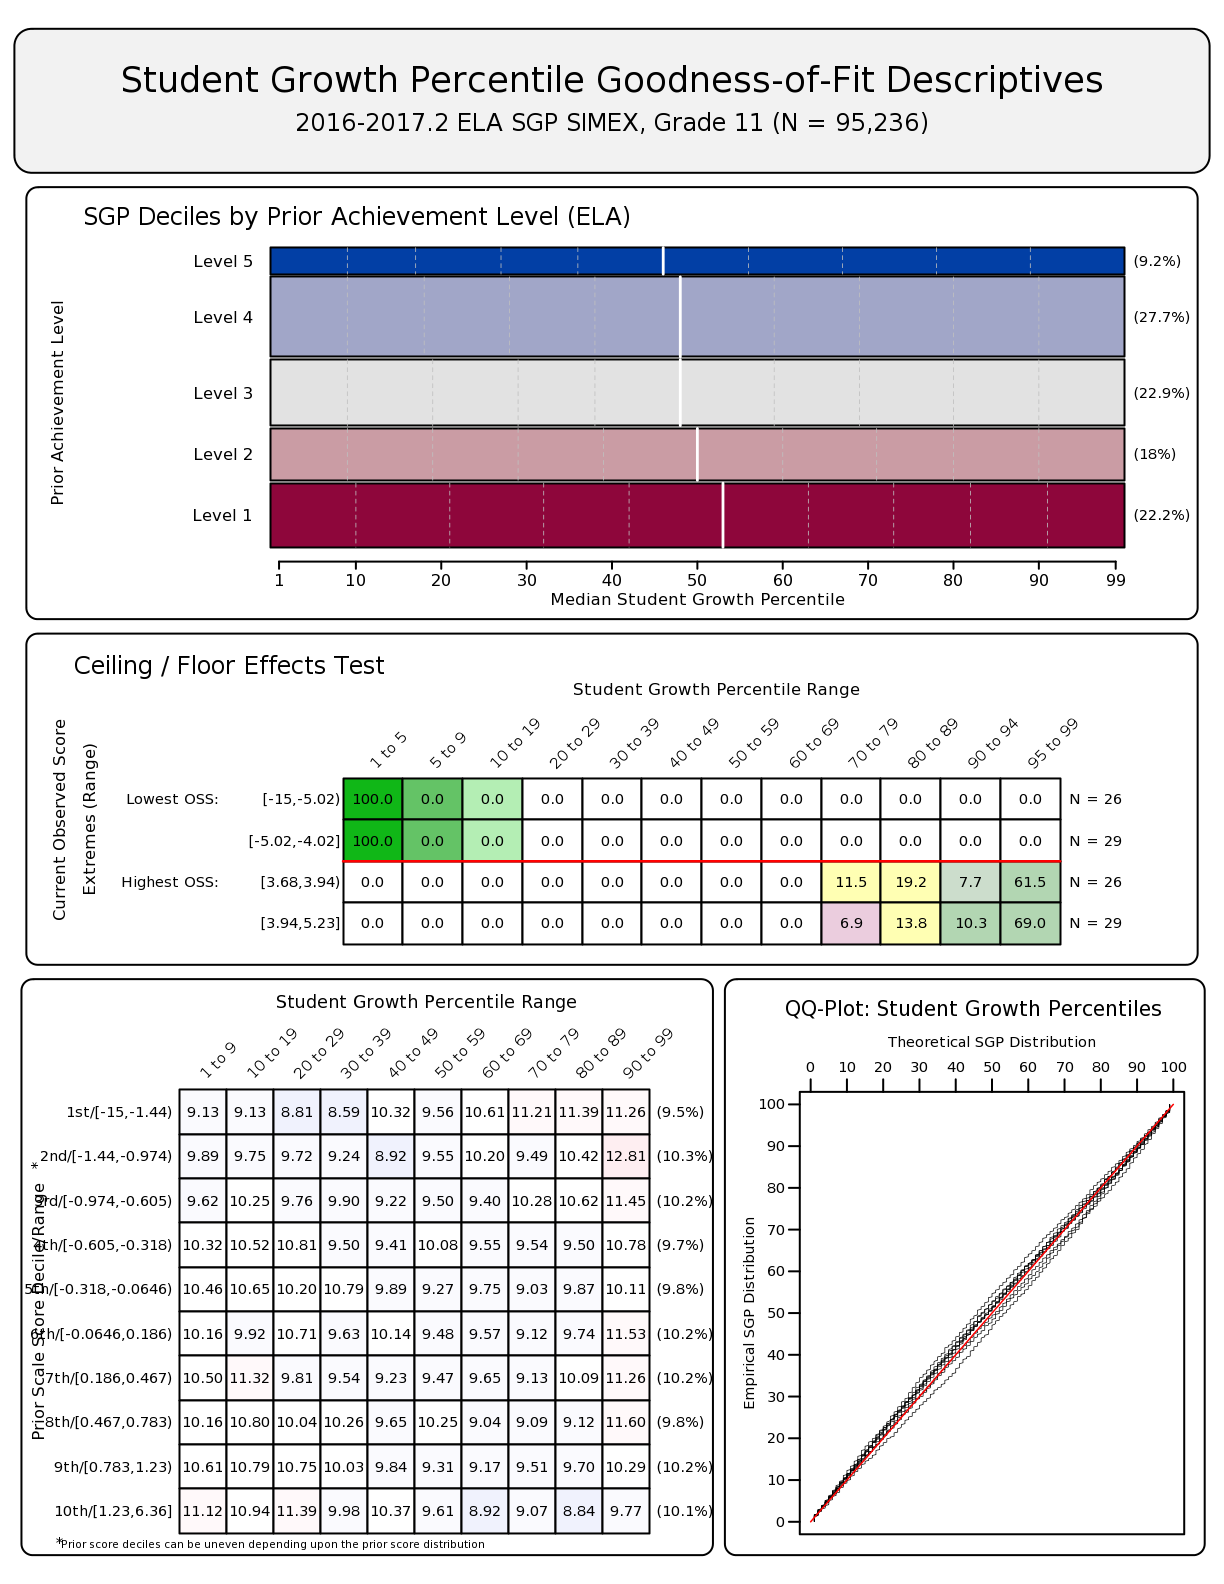 Student Growth Percentile Goodness-of-Fit Descriptives
2016-2017.2 ELA SGP SIMEX, Grade 11 (N = 95,236)
SGP Deciles by Prior Achievement Level (ELA)
Prior Achievement Level
Level 5 (9.2%)
Level 4 (27.7%)
Level 3 (22.9%)
Level 2 (18%)
Level 1 (22.2%)
1 10 20 30 40 50 60 70 80 90 99
Median Student Growth Percentile
Ceiling / Floor Effects Test
Student Growth Percentile Range
Current Observed Score
Extremes (Range)
1 to 5 5 to 9 10 to 19 20 to 29 30 to 39 40 to 49 50 to 59 60 to 69 70 to 79 80 to 89 90 to 94 95 to 99
Lowest OSS: [-15,-5.02) 100.0 0.0 0.0 0.0 0.0 0.0 0.0 0.0 0.0 0.0 0.0 0.0 N = 26
[-5.02,-4.02] 100.0 0.0 0.0 0.0 0.0 0.0 0.0 0.0 0.0 0.0 0.0 0.0 N = 29
Highest OSS: [3.68,3.94) 0.0 0.0 0.0 0.0 0.0 0.0 0.0 0.0 11.5 19.2 7.7 61.5 N = 26
[3.94,5.23] 0.0 0.0 0.0 0.0 0.0 0.0 0.0 0.0 6.9 13.8 10.3 69.0 N = 29
Student Growth Percentile Range
Prior Scale Score Decile/Range *
1 to 9 10 to 19 20 to 29 30 to 39 40 to 49 50 to 59 60 to 69 70 to 79 80 to 89 90 to 99
1st/[-15,-1.44) 9.13 9.13 8.81 8.59 10.32 9.56 10.61 11.21 11.39 11.26 (9.5%)
2nd/[-1.44,-0.974) 9.89 9.75 9.72 9.24 8.92 9.55 10.20 9.49 10.42 12.81 (10.3%)
3rd/[-0.974,-0.605) 9.62 10.25 9.76 9.90 9.22 9.50 9.40 10.28 10.62 11.45 (10.2%)
4th/[-0.605,-0.318) 10.32 10.52 10.81 9.50 9.41 10.08 9.55 9.54 9.50 10.78 (9.7%)
5th/[-0.318,-0.0646) 10.46 10.65 10.20 10.79 9.89 9.27 9.75 9.03 9.87 10.11 (9.8%)
6th/[-0.0646,0.186) 10.16 9.92 10.71 9.63 10.14 9.48 9.57 9.12 9.74 11.53 (10.2%)
7th/[0.186,0.467) 10.50 11.32 9.81 9.54 9.23 9.47 9.65 9.13 10.09 11.26 (10.2%)
8th/[0.467,0.783) 10.16 10.80 10.04 10.26 9.65 10.25 9.04 9.09 9.12 11.60 (9.8%)
9th/[0.783,1.23) 10.61 10.79 10.75 10.03 9.84 9.31 9.17 9.51 9.70 10.29 (10.2%)
10th/[1.23,6.36] 11.12 10.94 11.39 9.98 10.37 9.61 8.92 9.07 8.84 9.77 (10.1%)
*Prior score deciles can be uneven depending upon the prior score distribution
QQ-Plot: Student Growth Percentiles
Theoretical SGP Distribution
0 10 20 30 40 50 60 70 80 90 100
Empirical SGP Distribution
100
90
80
70
60
50
40
30
20
10
0